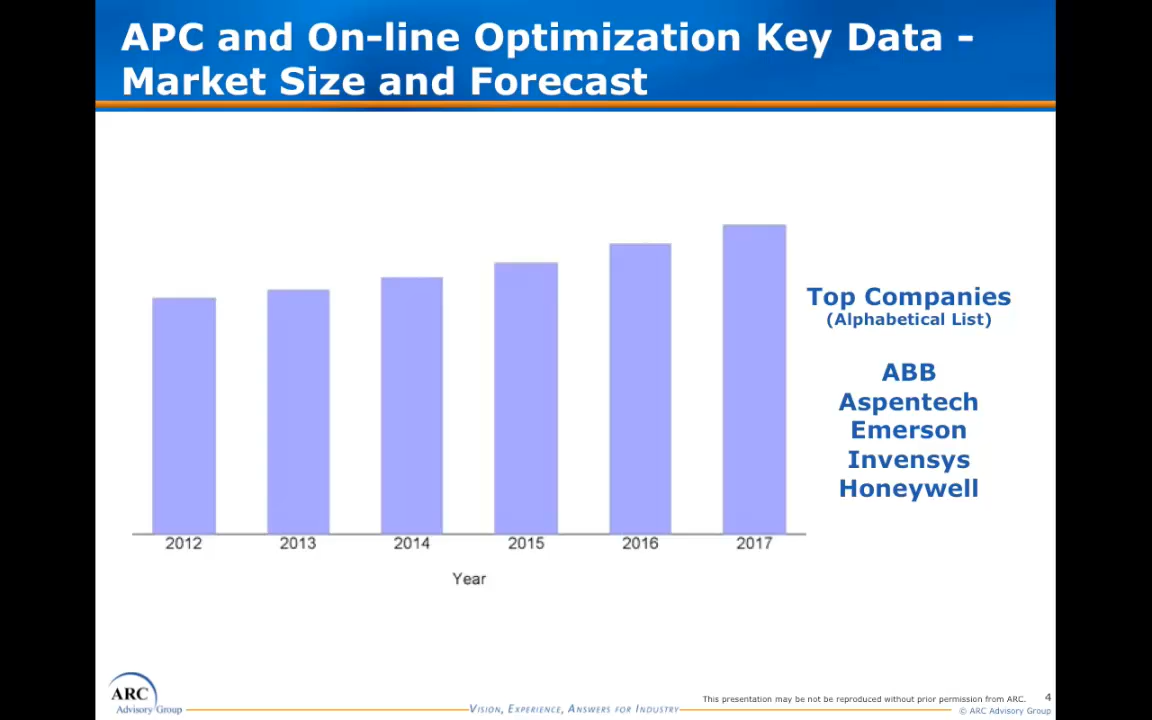 APC and On-line Optimization Key Data -
Market Size and Forecast
Top Companies
(Alphabetical List)
ABB
Aspentech
Emerson
Invensys
Honeywell
2012 2013 2014 2015 2016 2017
Year
ARC
Advisory Group
VISION, EXPERIENCE, ANSWERS FOR INDUSTRY
This presentation may be not be reproduced without prior permission from ARC. 4
© ARC Advisory Group